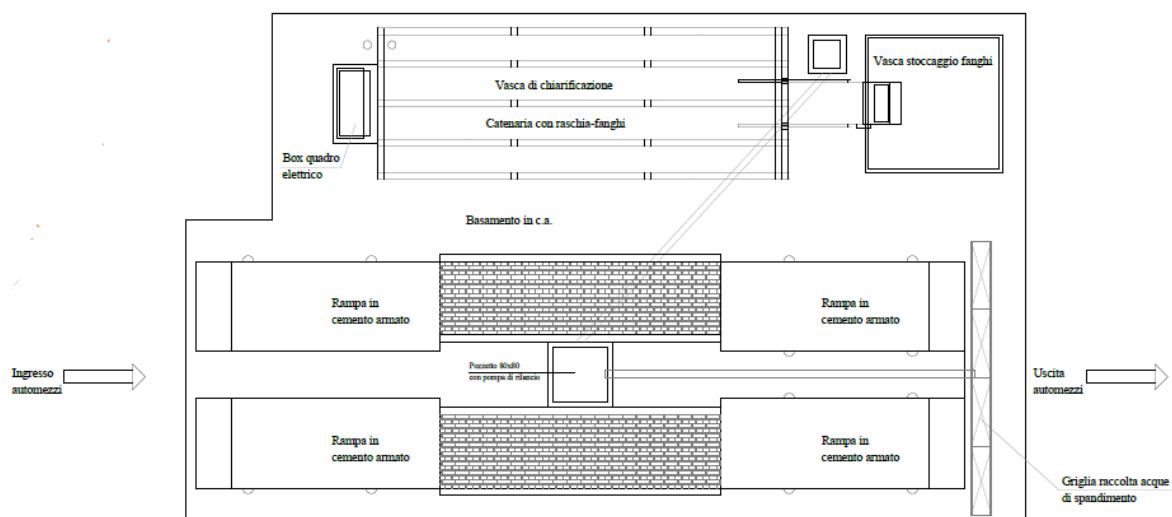 Vasca stoccaggio fanghi
Vasca di chiarificazione
Catenaria con raschia-fanghi
Box quadro
elettrico
Basamento in c.a.
Rampa in
cemento armato
Rampa in
cemento armato
Pozzetto 80x80
con pompa di rilancio
Ingresso
automezzi
Uscita
automezzi
Rampa in
cemento armato
Rampa in
cemento armato
Griglia raccolta acque
di spandimento